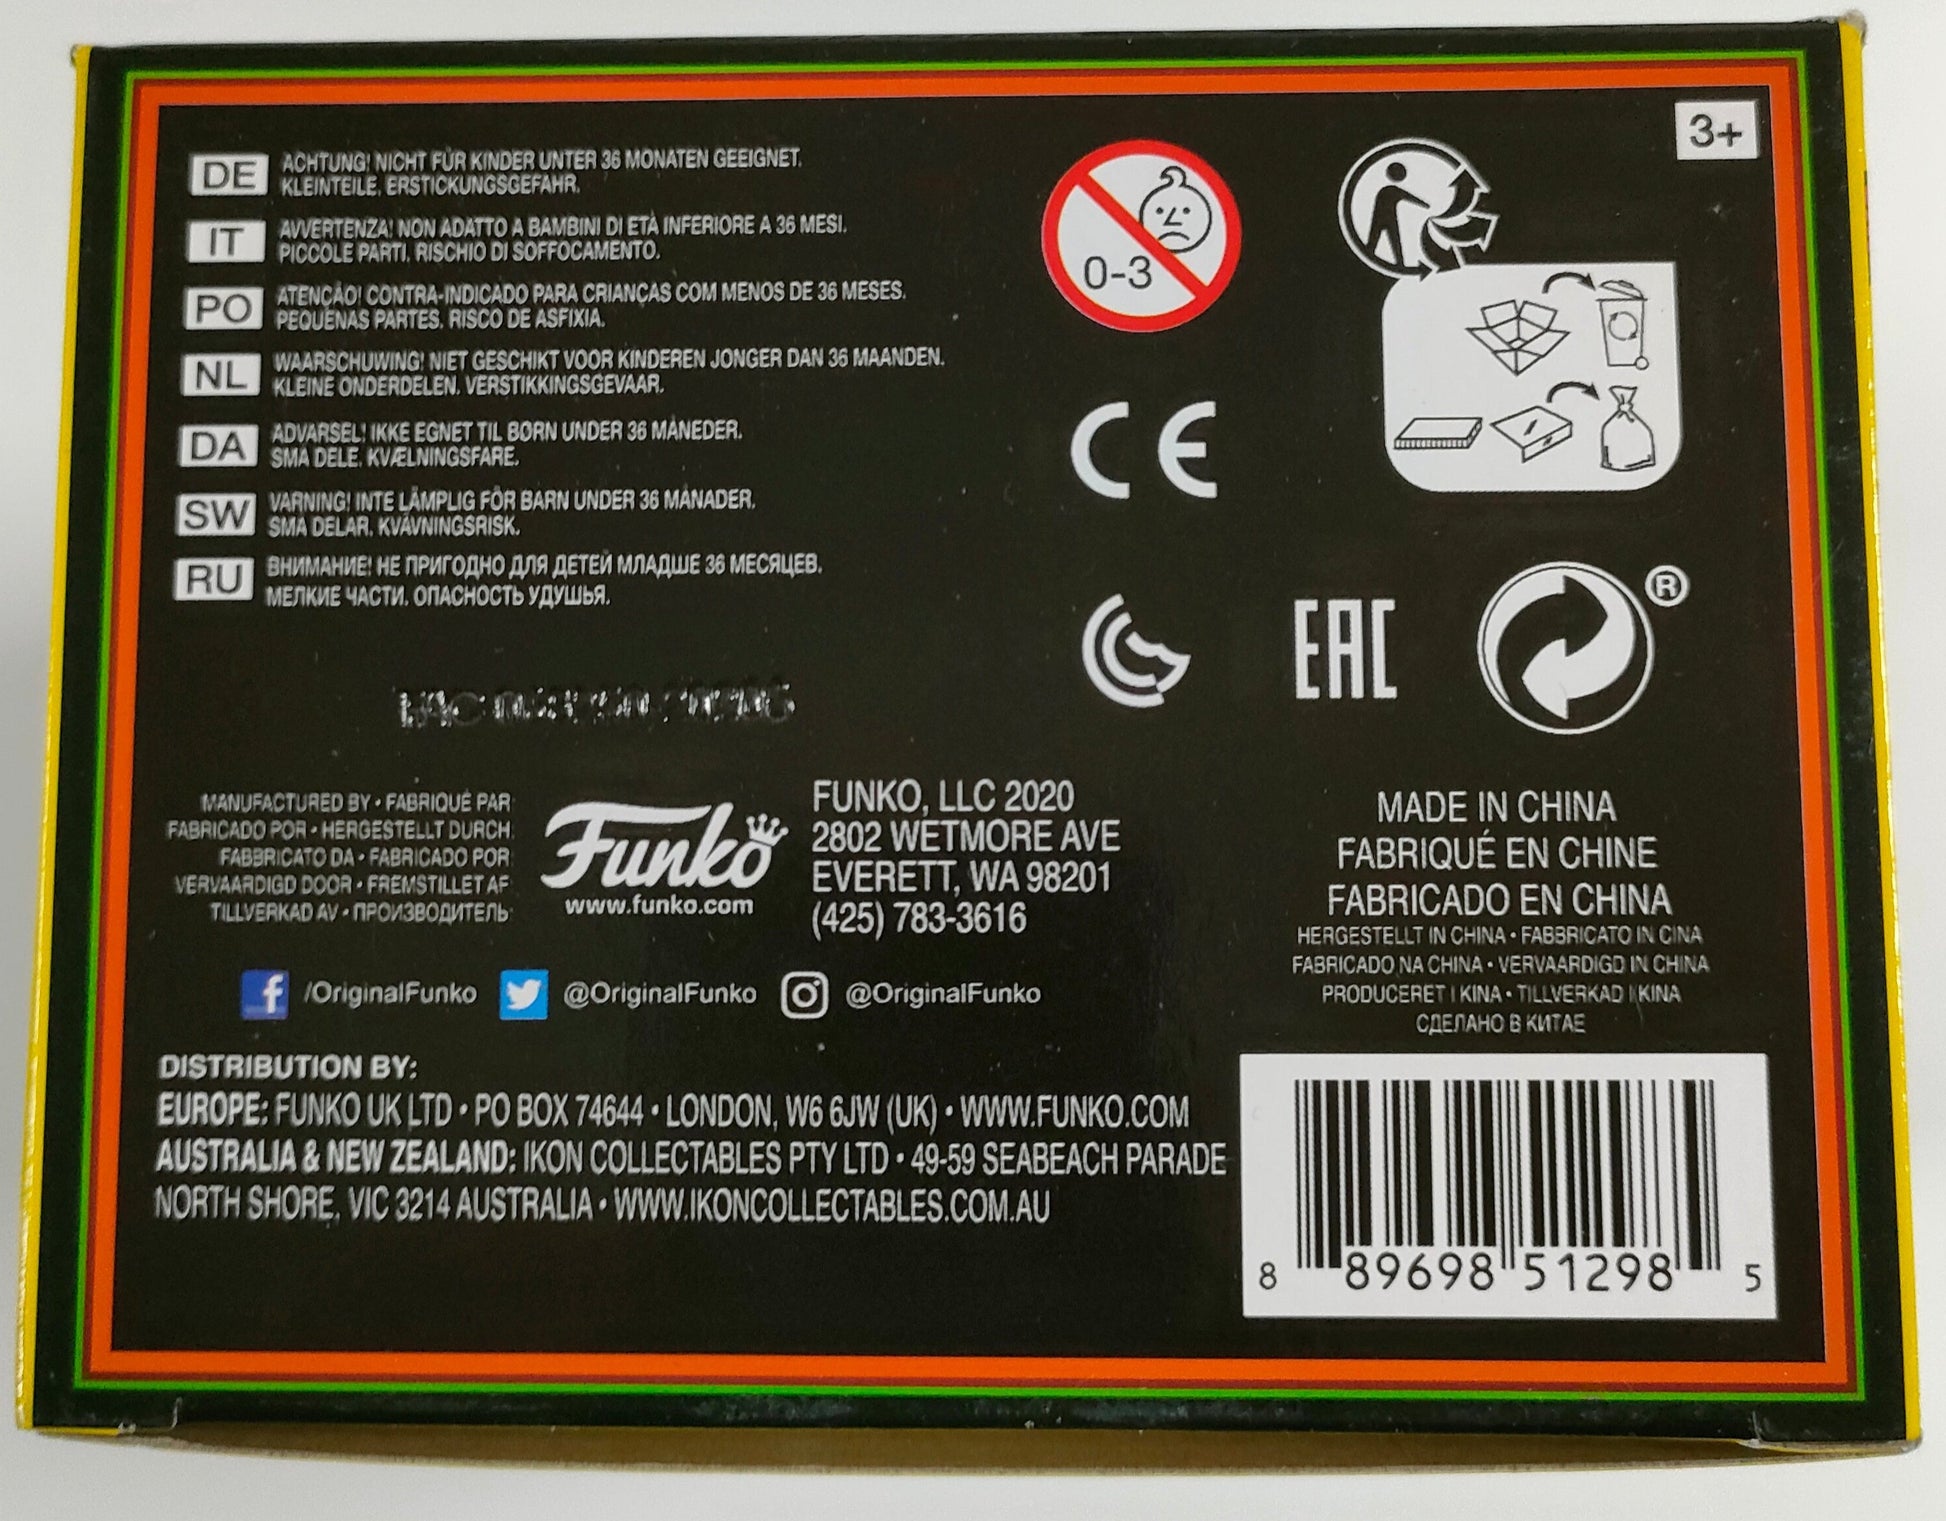 3+
DE
ACHTUNG! NICHT FÜR KINDER UNTER 36 MONATEN GEEIGNET.
KLEINTEILE, ERSTICKUNGSGEFAHR.
IT
AVVERTENZA! NON ADATTO A BAMBINI DI ETÀ INFERIORE A 36 MESI.
PICCOLE PARTI, RISCHIO DI SOFFOCAMENTO.
PO
ATENÇÃO! CONTRA-INDICADO PARA CRIANÇAS COM MENOS DE 36 MESES.
PEQUENAS PARTES. RISCO DE ASFIXIA.
NL
WAARSCHUWING! NIET GESCHIKT VOOR KINDEREN JONGER DAN 36 MAANDEN.
KLEINE ONDERDELEN. VERSTIKKINGSGEVAAR.
DA
ADVARSEL! IKKE EGNET TIL BØRN UNDER 36 MÅNEDER.
SMÅ DELE. KVÆLNINGSFARE.
SW
VARNING! INTE LÄMPLIG FÖR BARN UNDER 36 MÅNADER.
SMÅ DELAR. KVÄVNINGSRISK.
RU
ВНИМАНИЕ! НЕ ПРИГОДНО ДЛЯ ДЕТЕЙ МЛАДШЕ 36 МЕСЯЦЕВ.
МЕЛКИЕ ЧАСТИ. ОПАСНОСТЬ УДУШЬЯ.
0-3
CE
EAC
®
MANUFACTURED BY • FABRIQUÉ PAR
FABRICADO POR • HERGESTELLT DURCH
FABBRICATO DA • FABRICADO POR
VERVAARDIGD DOOR • FREMSTILLET AF
TILLVERKAD AV • ПРОИЗВОДИТЕЛЬ:
Funko
www.funko.com
FUNKO, LLC 2020
2802 WETMORE AVE
EVERETT, WA 98201
(425) 783-3616
MADE IN CHINA
FABRIQUÉ EN CHINE
FABRICADO EN CHINA
HERGESTELLT IN CHINA • FABBRICATO IN CINA
FABRICADO NA CHINA • VERVAARDIGD IN CHINA
PRODUCERET I KINA • TILLVERKAD I KINA
СДЕЛАНО В КИТАЕ
/OriginalFunko
@OriginalFunko
@OriginalFunko
DISTRIBUTION BY:
EUROPE: FUNKO UK LTD • PO BOX 74644 • LONDON, W6 6JW (UK) • WWW.FUNKO.COM
AUSTRALIA & NEW ZEALAND: IKON COLLECTABLES PTY LTD • 49-59 SEABEACH PARADE
NORTH SHORE, VIC 3214 AUSTRALIA • WWW.IKONCOLLECTABLES.COM.AU
8 89698 51298 5